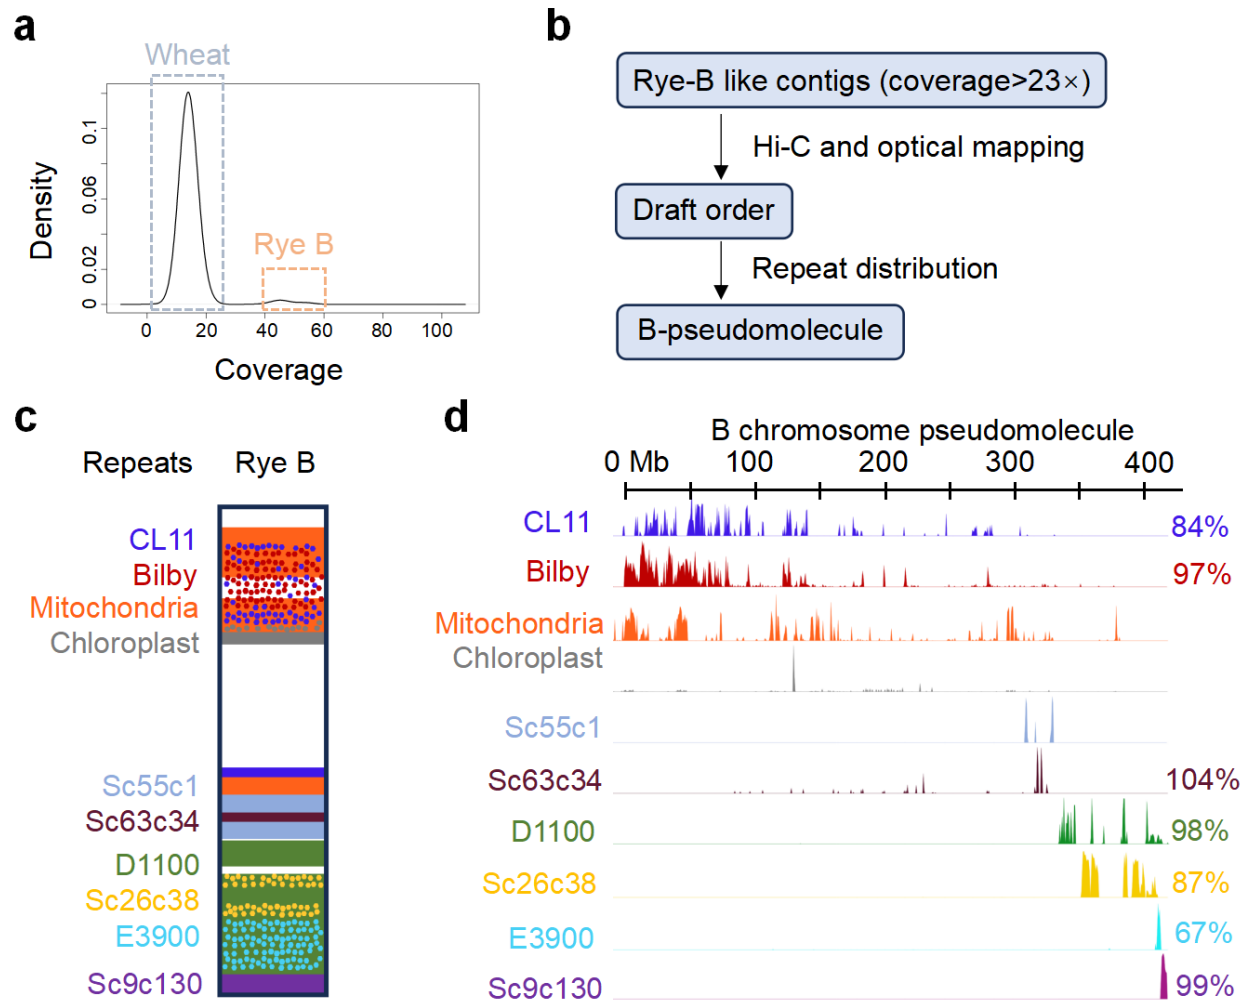 a
Wheat
Rye B
Density
0
0.02
0.06
0.1
0
20
40
60
80
100
Coverage
b
Rye-B like contigs (coverage>23×)
Hi-C and optical mapping
Draft order
Repeat distribution
B-pseudomolecule
c
Repeats
Rye B
CL11
Bilby
Mitochondria
Chloroplast
Sc55c1
Sc63c34
D1100
Sc26c38
E3900
Sc9c130
d
B chromosome pseudomolecule
0 Mb 100 200 300 400
CL11 84%
Bilby 97%
Mitochondria
Chloroplast
Sc55c1
Sc63c34 104%
D1100 98%
Sc26c38 87%
E3900 67%
Sc9c130 99%